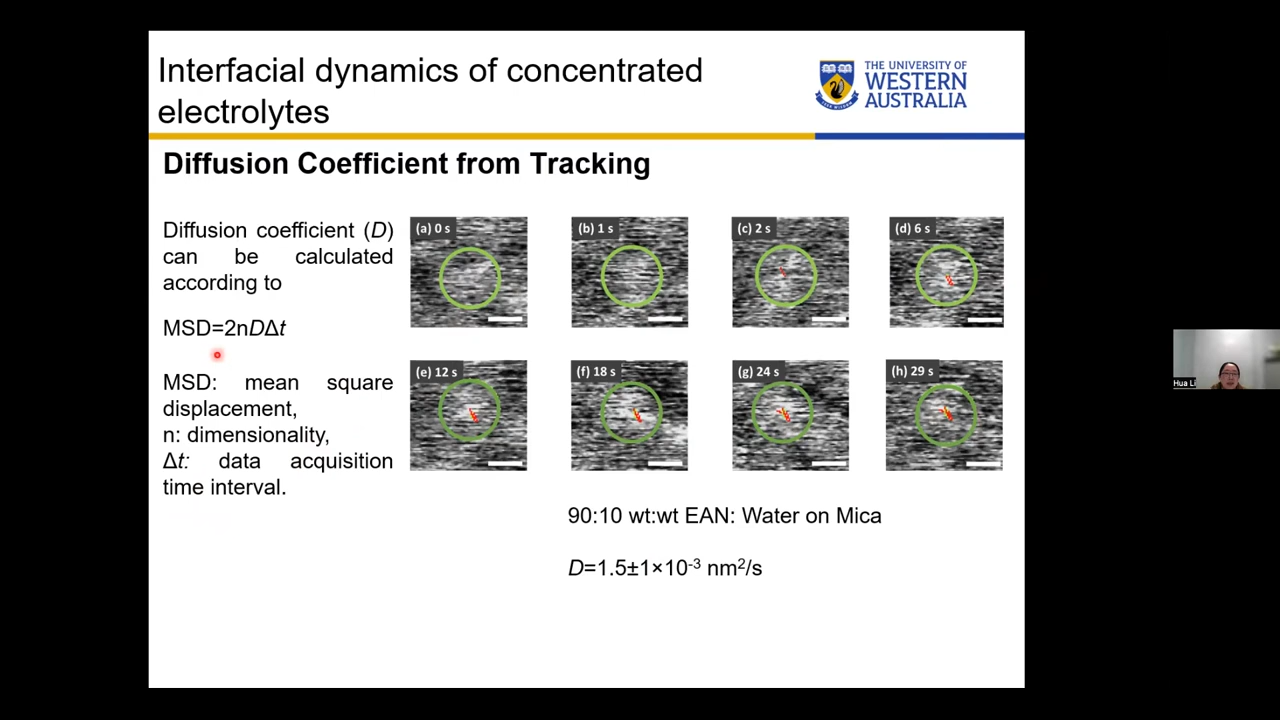 Interfacial dynamics of concentrated
electrolytes
THE UNIVERSITY OF
WESTERN
AUSTRALIA
Diffusion Coefficient from Tracking
Diffusion coefficient (D)
can be calculated
according to
MSD=2nDΔt
MSD: mean square
displacement,
n: dimensionality,
Δt: data acquisition
time interval.
(a) 0 s
(b) 1 s
(c) 2 s
(d) 6 s
(e) 12 s
(f) 18 s
(g) 24 s
(h) 29 s
90:10 wt:wt EAN: Water on Mica
D=1.5±1×10⁻³ nm²/s
Hua Li